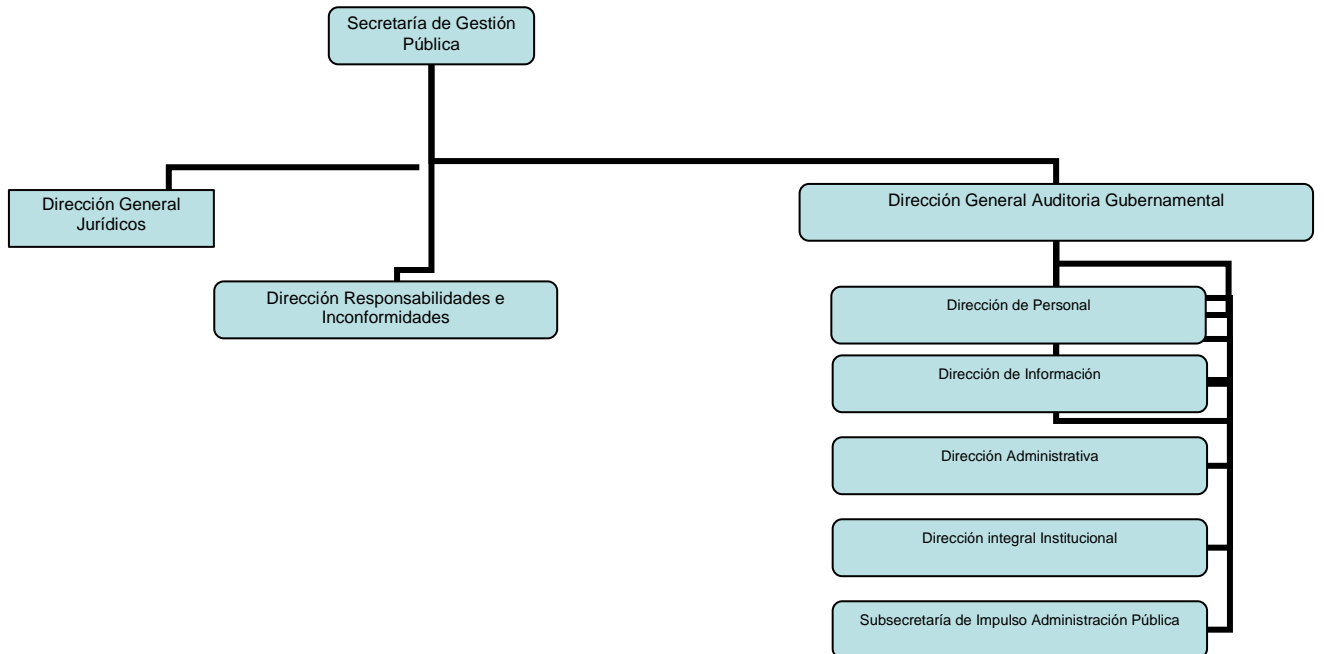 Secretaría de Gestión
Pública
Dirección General
Jurídicos
Dirección General Auditoria Gubernamental
Dirección Responsabilidades e
Inconformidades
Dirección de Personal
Dirección de Información
Dirección Administrativa
Dirección integral Institucional
Subsecretaría de Impulso Administración Pública